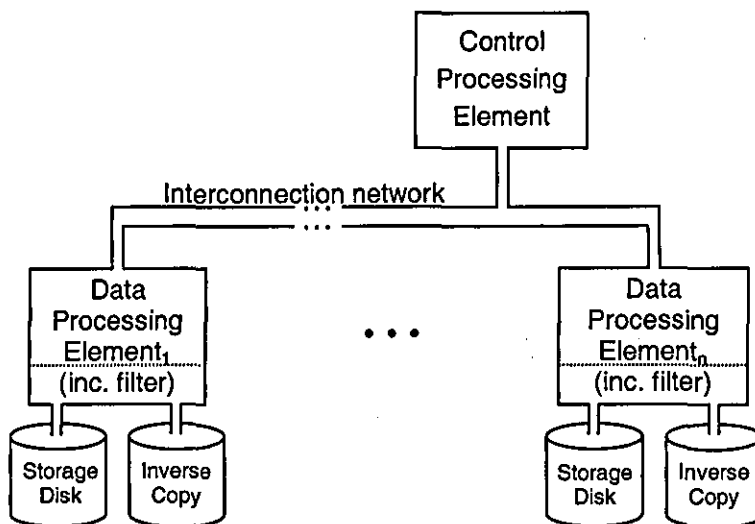 Control
Processing
Element
Interconnection network
Data
Processing
Element₁
(inc. filter)
Data
Processing
Elementₙ
(inc. filter)
Storage
Disk
Inverse
Copy
Storage
Disk
Inverse
Copy